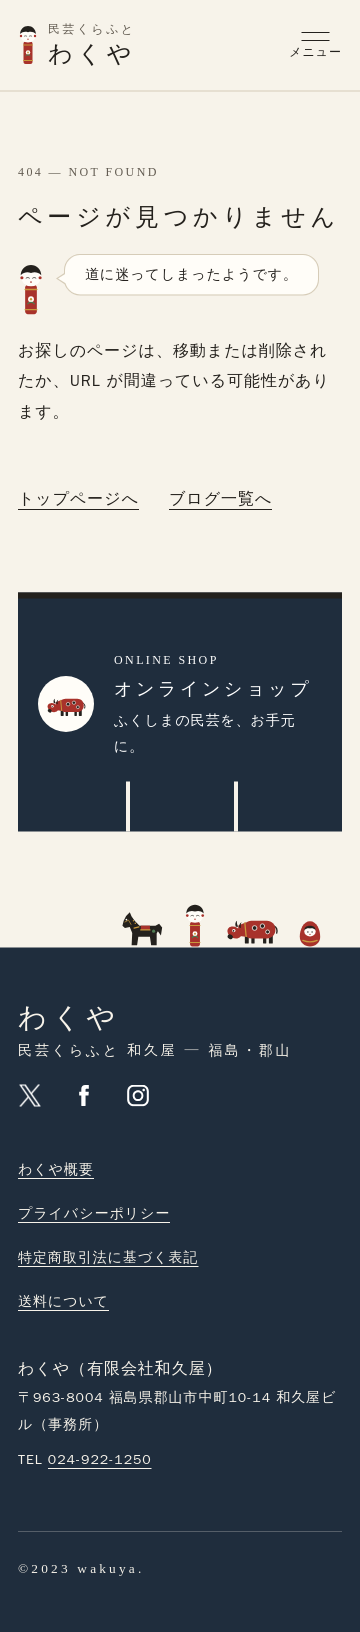 民芸くらふと
わくや
メニュー
404 — NOT FOUND
ページが見つかりません
道に迷ってしまったようです。
お探しのページは、移動または削除され
たか、URL が間違っている可能性があり
ます。
トップページへ ブログ一覧へ
ONLINE SHOP
オンラインショップ
ふくしまの民芸を、お手元
に。
わくや
民芸くらふと 和久屋 — 福島・郡山
わくや概要
プライバシーポリシー
特定商取引法に基づく表記
送料について
わくや（有限会社和久屋）
〒963-8004 福島県郡山市中町10-14 和久屋ビ
ル（事務所）
TEL 024-922-1250
©2023 wakuya.